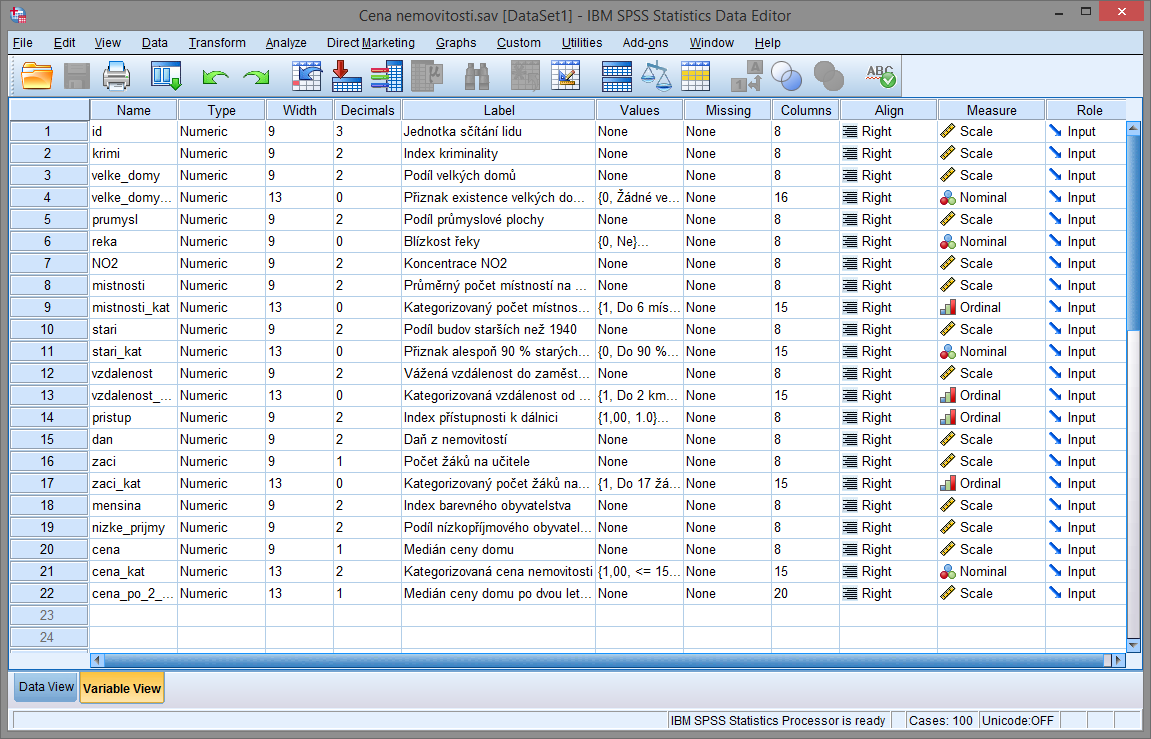 Cena nemovitosti.sav [DataSet1] - IBM SPSS Statistics Data Editor
File Edit View Data Transform Analyze Direct Marketing Graphs Custom Utilities Add-ons Window Help
Name Type Width Decimals Label Values Missing Columns Align Measure Role
1 id Numeric 9 3 Jednotka sčítání lidu None None 8 Right Scale Input
2 krimi Numeric 9 2 Index kriminality None None 8 Right Scale Input
3 velke_domy Numeric 9 2 Podíl velkých domů None None 8 Right Scale Input
4 velke_domy... Numeric 13 0 Příznak existence velkých do... {0, Žádné ve... None 16 Right Nominal Input
5 prumysl Numeric 9 2 Podíl průmyslové plochy None None 8 Right Scale Input
6 reka Numeric 9 0 Blízkost řeky {0, Ne}... None 8 Right Nominal Input
7 NO2 Numeric 9 2 Koncentrace NO2 None None 8 Right Scale Input
8 mistnosti Numeric 9 2 Průměrný počet místností na ... None None 8 Right Scale Input
9 mistnosti_kat Numeric 13 0 Kategorizovaný počet místnos... {1, Do 6 mís... None 15 Right Ordinal Input
10 stari Numeric 9 2 Podíl budov starších než 1940 None None 8 Right Scale Input
11 stari_kat Numeric 13 0 Příznak alespoň 90 % starých... {0, Do 90 %... None 15 Right Nominal Input
12 vzdalenost Numeric 9 2 Vážená vzdálenost do zaměst... None None 8 Right Scale Input
13 vzdalenost_... Numeric 13 0 Kategorizovaná vzdálenost od ... {1, Do 2 km... None 15 Right Ordinal Input
14 pristup Numeric 9 2 Index přístupnosti k dálnici {1,00, 1.0}... None 8 Right Ordinal Input
15 dan Numeric 9 2 Daň z nemovitostí None None 8 Right Scale Input
16 zaci Numeric 9 1 Počet žáků na učitele None None 8 Right Scale Input
17 zaci_kat Numeric 13 0 Kategorizovaný počet žáků na... {1, Do 17 žá... None 15 Right Ordinal Input
18 mensina Numeric 9 2 Index barevného obyvatelstva None None 8 Right Scale Input
19 nizke_prijmy Numeric 9 2 Podíl nízkopříjmového obyvatel... None None 8 Right Scale Input
20 cena Numeric 9 1 Medián ceny domu None None 8 Right Scale Input
21 cena_kat Numeric 13 2 Kategorizovaná cena nemovitosti {1,00, <= 15... None 15 Right Nominal Input
22 cena_po_2_... Numeric 13 1 Medián ceny domu po dvou let... None None 20 Right Scale Input
23
24
Data View Variable View
IBM SPSS Statistics Processor is ready Cases: 100 Unicode:OFF